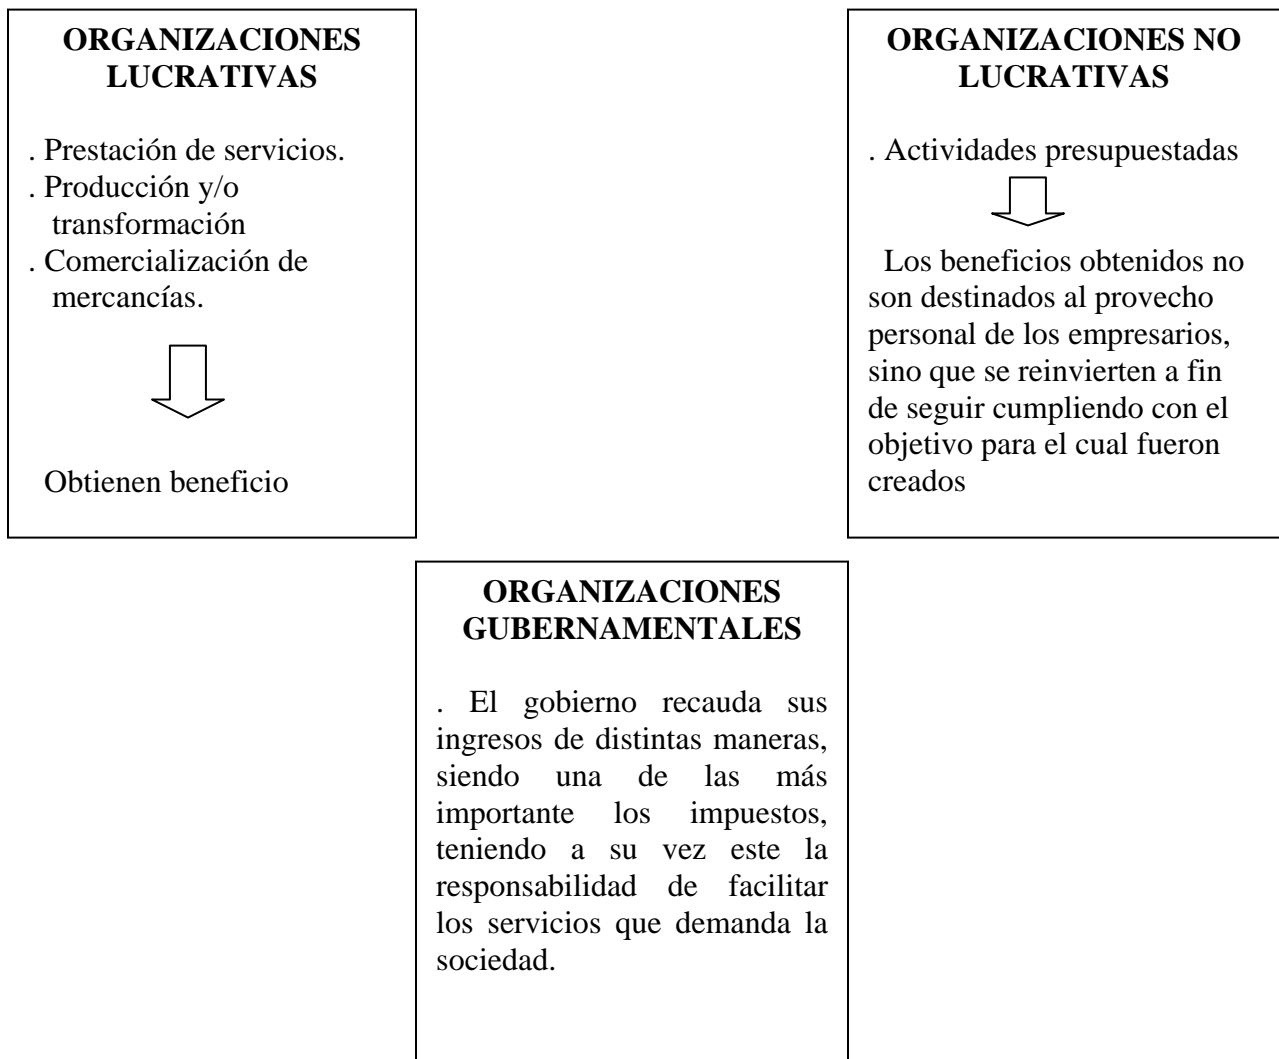 ORGANIZACIONES
LUCRATIVAS
. Prestación de servicios.
. Producción y/o
transformación
. Comercialización de
mercancías.
Obtienen beneficio
ORGANIZACIONES NO
LUCRATIVAS
. Actividades presupuestadas
Los beneficios obtenidos no
son destinados al provecho
personal de los empresarios,
sino que se reinvierten a fin
de seguir cumpliendo con el
objetivo para el cual fueron
creados
ORGANIZACIONES
GUBERNAMENTALES
. El gobierno recauda sus
ingresos de distintas maneras,
siendo una de las más
importante los impuestos,
teniendo a su vez este la
responsabilidad de facilitar
los servicios que demanda la
sociedad.